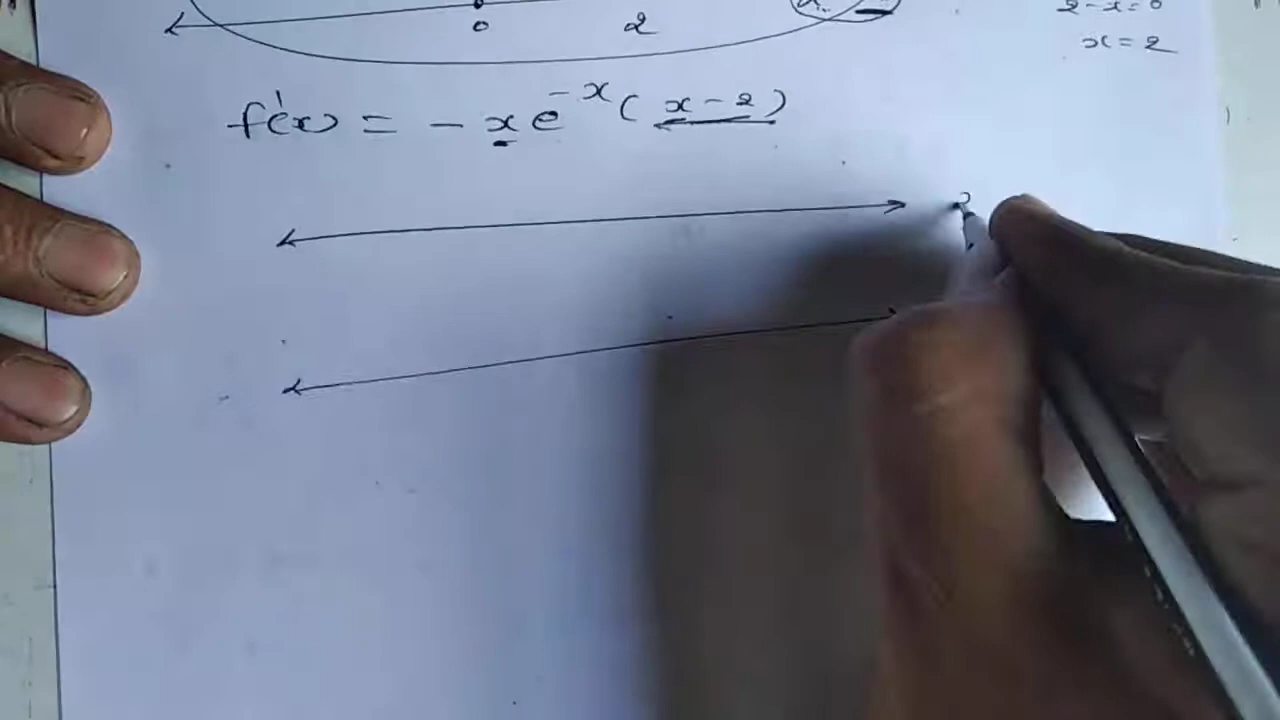 2-x=0
x=2
0 2
f'(x) = - x e^{-x} (x-2)